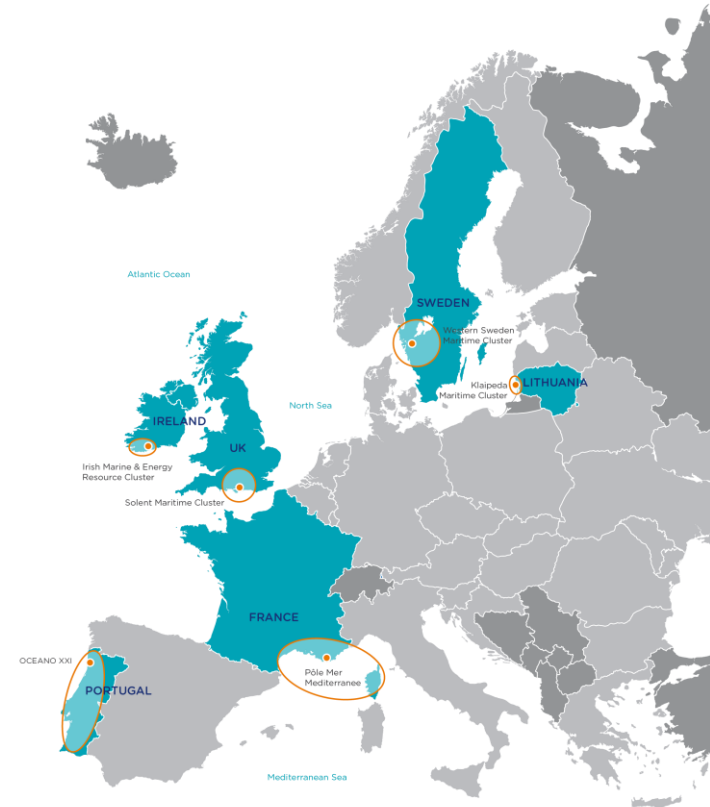 Atlantic Ocean
SWEDEN
Western Sweden
Maritime Cluster
Klaipeda
Maritime Cluster
LITHUANIA
North Sea
IRELAND
UK
Irish Marine & Energy
Resource Cluster
Solent Maritime Cluster
FRANCE
OCEANO XXI
PORTUGAL
Pôle Mer
Mediterranee
Mediterranean Sea